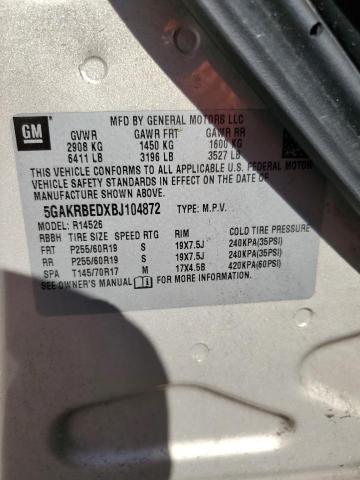 GM
MFD BY GENERAL MOTORS LLC
GVWR GAWR FRT GAWR RR
2908 KG 1450 KG 1600 KG
6411 LB 3196 LB 3527 LB
THIS VEHICLE CONFORMS TO ALL APPLICABLE U.S. FEDERAL MOTOR
VEHICLE SAFETY STANDARDS IN EFFECT ON THE DATE OF
MANUFACTURE SHOWN ABOVE.
5GAKRBEDXBJ104872 TYPE: M.P.V.
MODEL: R14526
RBBH TIRE SIZE SPEED RTG RIM COLD TIRE PRESSURE
FRT P255/60R19 S 19X7.5J 240KPA(35PSI)
RR P255/60R19 S 19X7.5J 240KPA(35PSI)
SPA T145/70R17 M 17X4.5B 420KPA(60PSI)
SEE OWNER'S MANUAL FOR MORE INFORMATION.